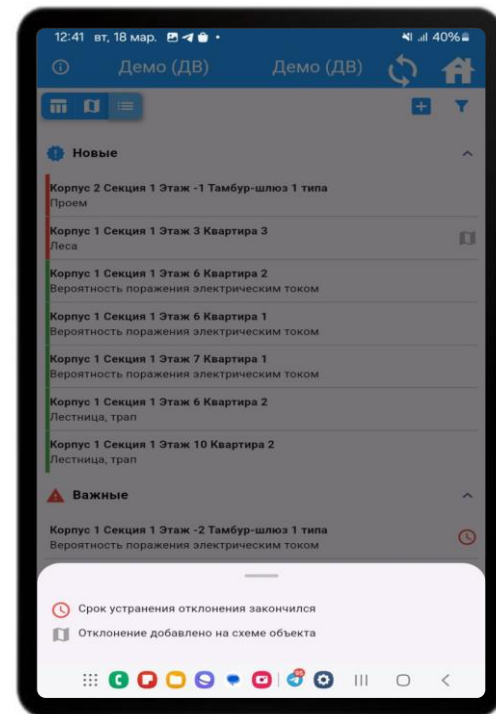 12:41 вт, 18 мар.
40%
Демо (ДВ) Демо (ДВ)
Новые
Корпус 2 Секция 1 Этаж -1 Тамбур-шлюз 1 типа
Проем
Корпус 1 Секция 1 Этаж 3 Квартира 3
Леса
Корпус 1 Секция 1 Этаж 6 Квартира 2
Вероятность поражения электрическим током
Корпус 1 Секция 1 Этаж 6 Квартира 1
Вероятность поражения электрическим током
Корпус 1 Секция 1 Этаж 7 Квартира 1
Вероятность поражения электрическим током
Корпус 1 Секция 1 Этаж 6 Квартира 2
Лестница, трап
Корпус 1 Секция 1 Этаж 10 Квартира 2
Лестница, трап
Важные
Корпус 1 Секция 1 Этаж -2 Тамбур-шлюз 1 типа
Вероятность поражения электрическим током
Срок устранения отклонения закончился
Отклонение добавлено на схеме объекта